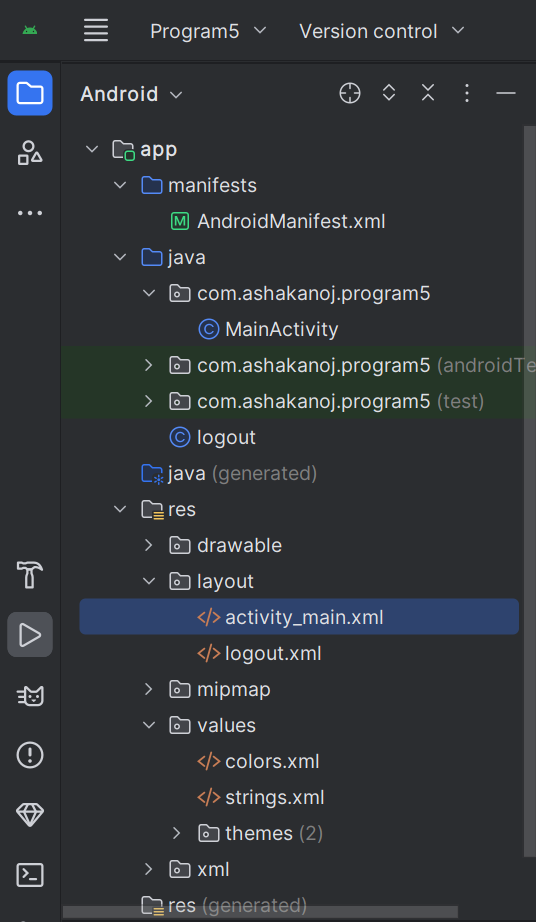 Program5 Version control
Android
app
manifests
M AndroidManifest.xml
java
com.ashakanoj.program5
C MainActivity
com.ashakanoj.program5 (androidTe
com.ashakanoj.program5 (test)
C logout
java (generated)
res
drawable
layout
</> activity_main.xml
</> logout.xml
mipmap
values
</> colors.xml
</> strings.xml
themes (2)
xml
res (generated)